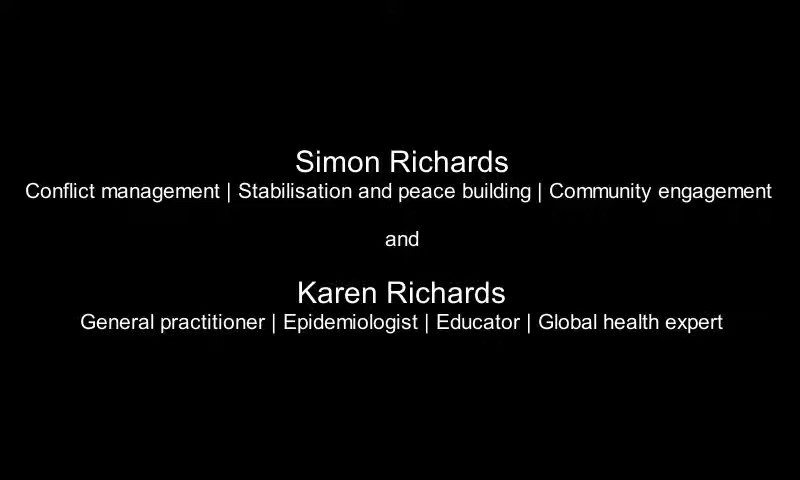 Simon Richards
Conflict management | Stabilisation and peace building | Community engagement
and
Karen Richards
General practitioner | Epidemiologist | Educator | Global health expert